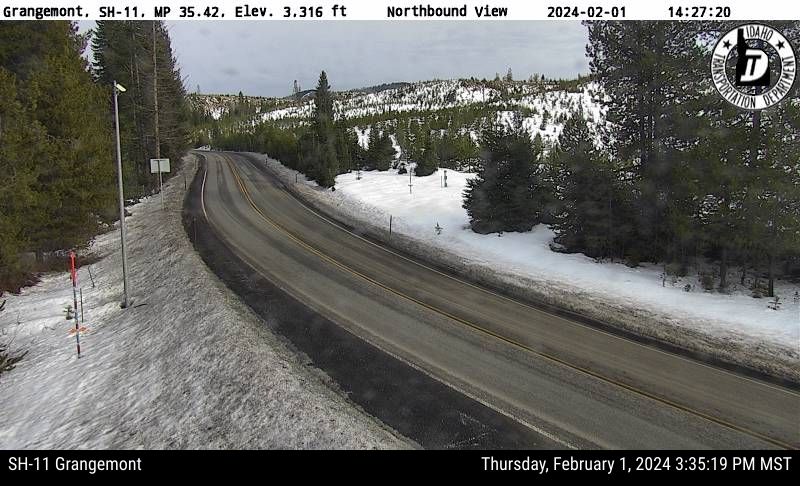 Grangemont, SH-11, MP 35.42, Elev. 3,316 ft Northbound View 2024-02-01 14:27:20
IDAHO
TRANSPORTATION DEPARTMENT
SH-11 Grangemont Thursday, February 1, 2024 3:35:19 PM MST